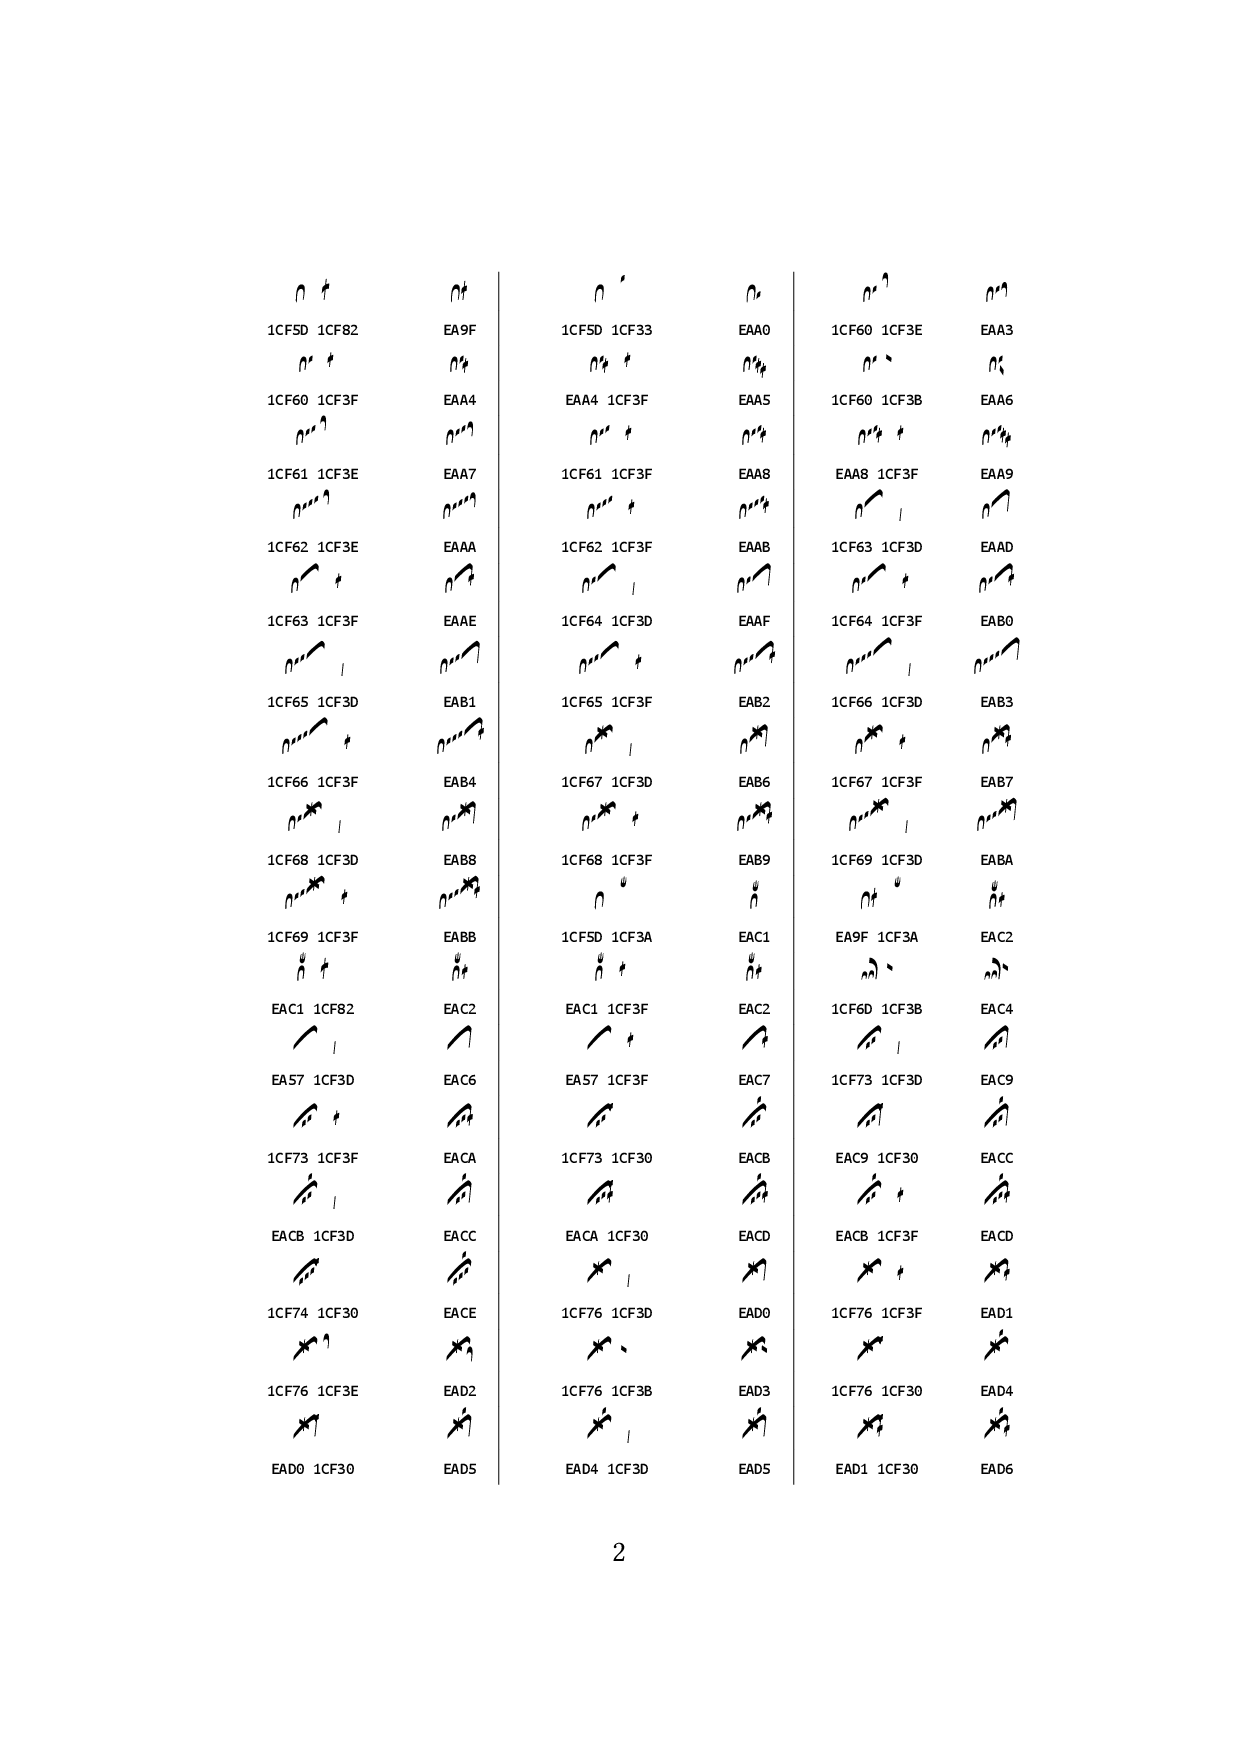 1CF5D 1CF82 EA9F 1CF5D 1CF33 EAA0 1CF60 1CF3E EAA3
1CF60 1CF3F EAA4 EAA4 1CF3F EAA5 1CF60 1CF3B EAA6
1CF61 1CF3E EAA7 1CF61 1CF3F EAA8 EAA8 1CF3F EAA9
1CF62 1CF3E EAAA 1CF62 1CF3F EAAB 1CF63 1CF3D EAAD
1CF63 1CF3F EAAE 1CF64 1CF3D EAAF 1CF64 1CF3F EAB0
1CF65 1CF3D EAB1 1CF65 1CF3F EAB2 1CF66 1CF3D EAB3
1CF66 1CF3F EAB4 1CF67 1CF3D EAB6 1CF67 1CF3F EAB7
1CF68 1CF3D EAB8 1CF68 1CF3F EAB9 1CF69 1CF3D EABA
1CF69 1CF3F EABB 1CF5D 1CF3A EAC1 EA9F 1CF3A EAC2
EAC1 1CF82 EAC2 EAC1 1CF3F EAC2 1CF6D 1CF3B EAC4
EA57 1CF3D EAC6 EA57 1CF3F EAC7 1CF73 1CF3D EAC9
1CF73 1CF3F EACA 1CF73 1CF30 EACB EAC9 1CF30 EACC
EACB 1CF3D EACC EACA 1CF30 EACD EACB 1CF3F EACD
1CF74 1CF30 EACE 1CF76 1CF3D EAD0 1CF76 1CF3F EAD1
1CF76 1CF3E EAD2 1CF76 1CF3B EAD3 1CF76 1CF30 EAD4
EAD0 1CF30 EAD5 EAD4 1CF3D EAD5 EAD1 1CF30 EAD6
2